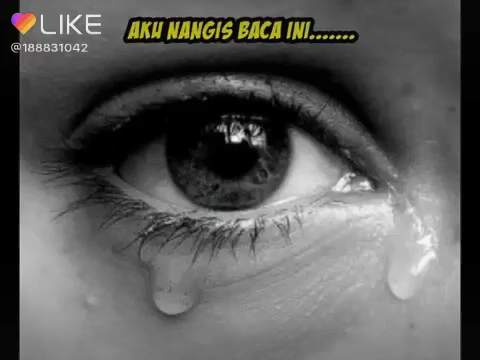 AKU NANGIS BACA INI.......
LIKE
@188831042